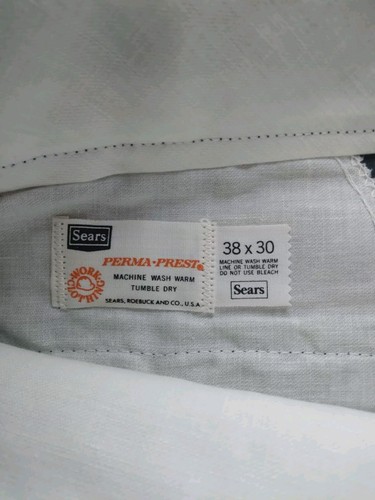 Sears
PERMA·PREST®
WORK
CLOTHING
MACHINE WASH WARM
TUMBLE DRY
SEARS, ROEBUCK AND CO., U.S.A.
38 x 30
MACHINE WASH WARM
LINE OR TUMBLE DRY
DO NOT USE BLEACH
Sears